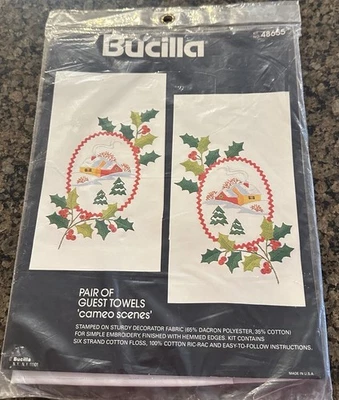 Bucilla
48655
PAIR OF
GUEST TOWELS
'cameo scenes'
STAMPED ON STURDY DECORATOR FABRIC (65% DACRON POLYESTER, 35% COTTON)
FOR SIMPLE EMBROIDERY, FINISHED WITH HEMMED EDGES. KIT CONTAINS
SIX STRAND COTTON FLOSS, 100% COTTON RIC-RAC AND EASY-TO-FOLLOW INSTRUCTIONS.
Bucilla
MADE IN U.S.A.